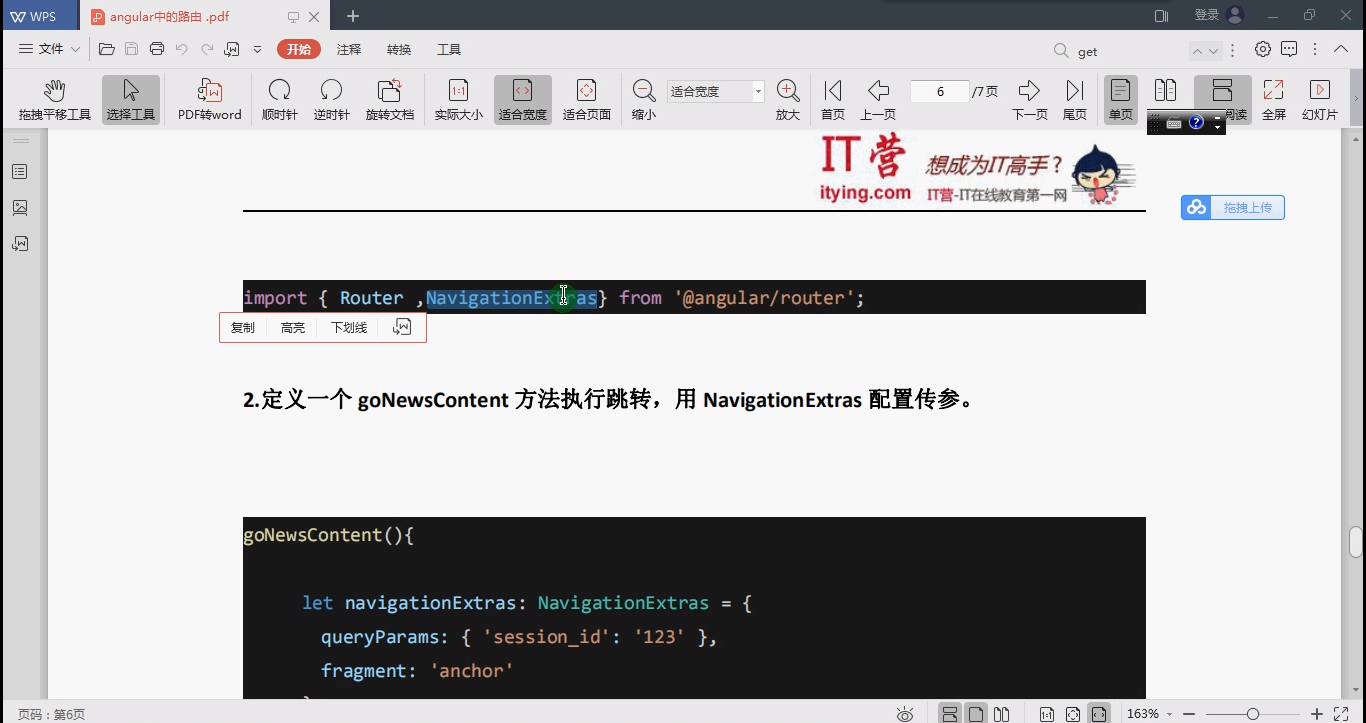 WPS angular中的路由 .pdf 登录
文件 开始 注释 转换 工具 get
拖拽平移工具 选择工具 PDF转word 顺时针 逆时针 旋转文档 1:1 实际大小 适合宽度 适合页面 缩小 适合宽度 放大 首页 上一页 6 /7页 下一页 尾页 单页 阅读 全屏 幻灯片
IT营 想成为IT高手？
itying.com IT营-IT在线教育第一网
拖拽上传
import { Router ,NavigationExtras} from '@angular/router';
复制 高亮 下划线
2.定义一个 goNewsContent 方法执行跳转，用 NavigationExtras 配置传参。
goNewsContent(){
let navigationExtras: NavigationExtras = {
queryParams: { 'session_id': '123' },
fragment: 'anchor'
页码：第6页 1:1 163%